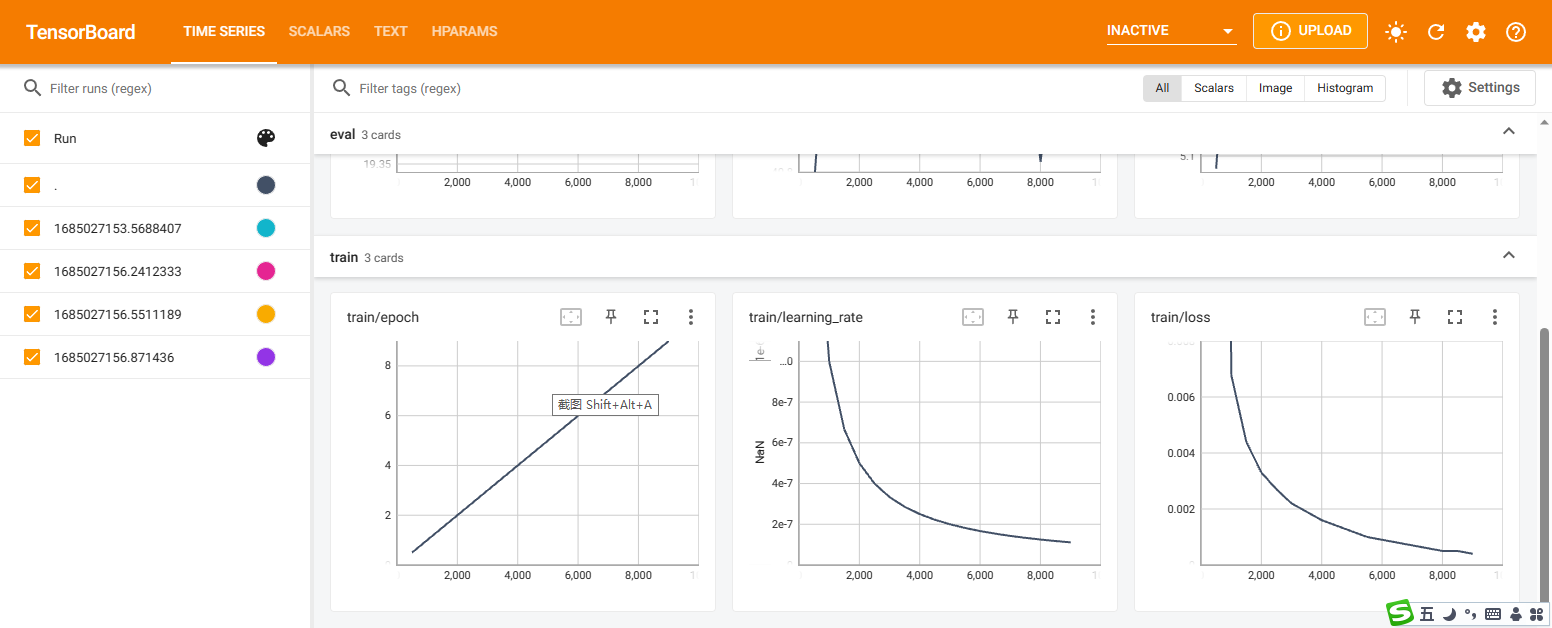 TensorBoard
TIME SERIES
SCALARS
TEXT
HPARAMS
INACTIVE
UPLOAD
Filter runs (regex)
Filter tags (regex)
All
Scalars
Image
Histogram
Settings
Run
.
1685027153.5688407
1685027156.2412333
1685027156.5511189
1685027156.871436
eval 3 cards
19.35
5.1
2,000 4,000 6,000 8,000
2,000 4,000 6,000 8,000
2,000 4,000 6,000 8,000
train 3 cards
train/epoch
8
6
4
2
2,000 4,000 6,000 8,000
截图 Shift+Alt+A
train/learning_rate
...0
8e-7
6e-7
4e-7
2e-7
NaN
2,000 4,000 6,000 8,000
train/loss
0.006
0.004
0.002
2,000 4,000 6,000 8,000
S 五